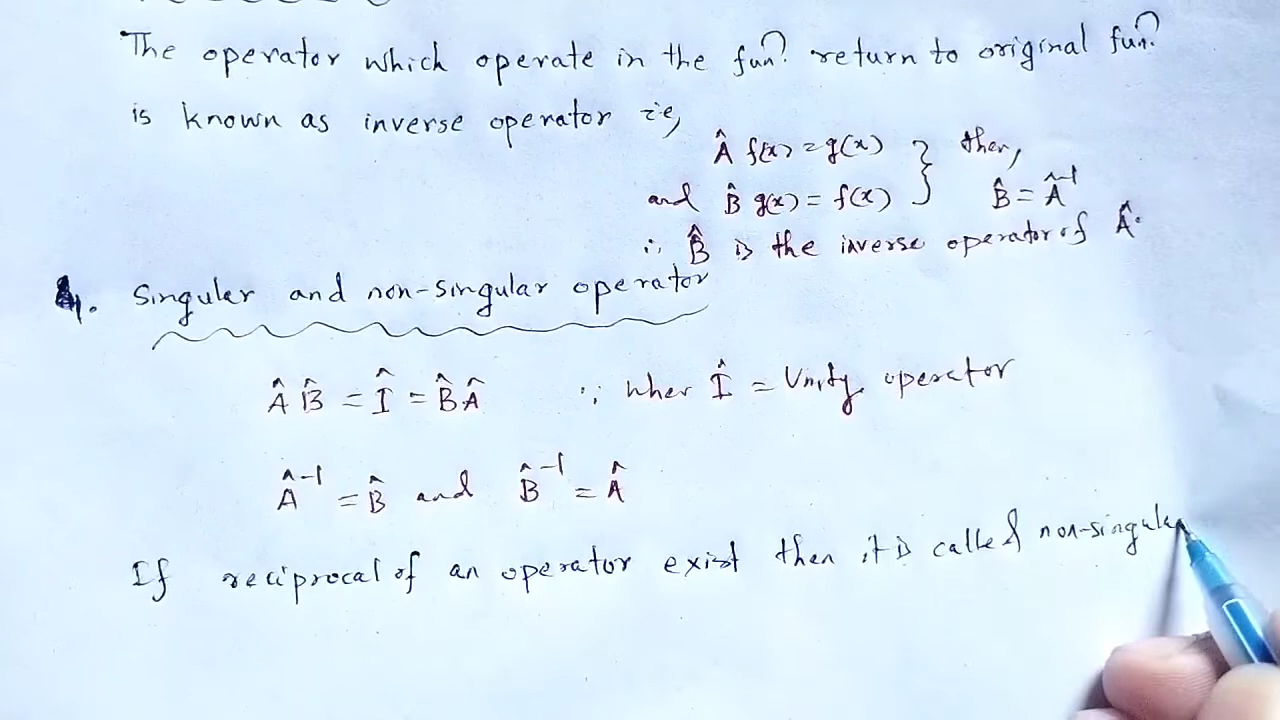 The operator which operate in the fun? return to original fun?
is known as inverse operator ie,
Â f(x) = g(x) } then,
and B̂ g(x) = f(x) } B̂ = Â⁻¹
∴ B̂ is the inverse operator of Â.
4. Singular and non-singular operator
Â B̂ = Î = B̂ Â ∵ wher Î = Unity operator
Â⁻¹ = B̂ and B̂⁻¹ = Â
If reciprocal of an operator exist then it is called non-singular